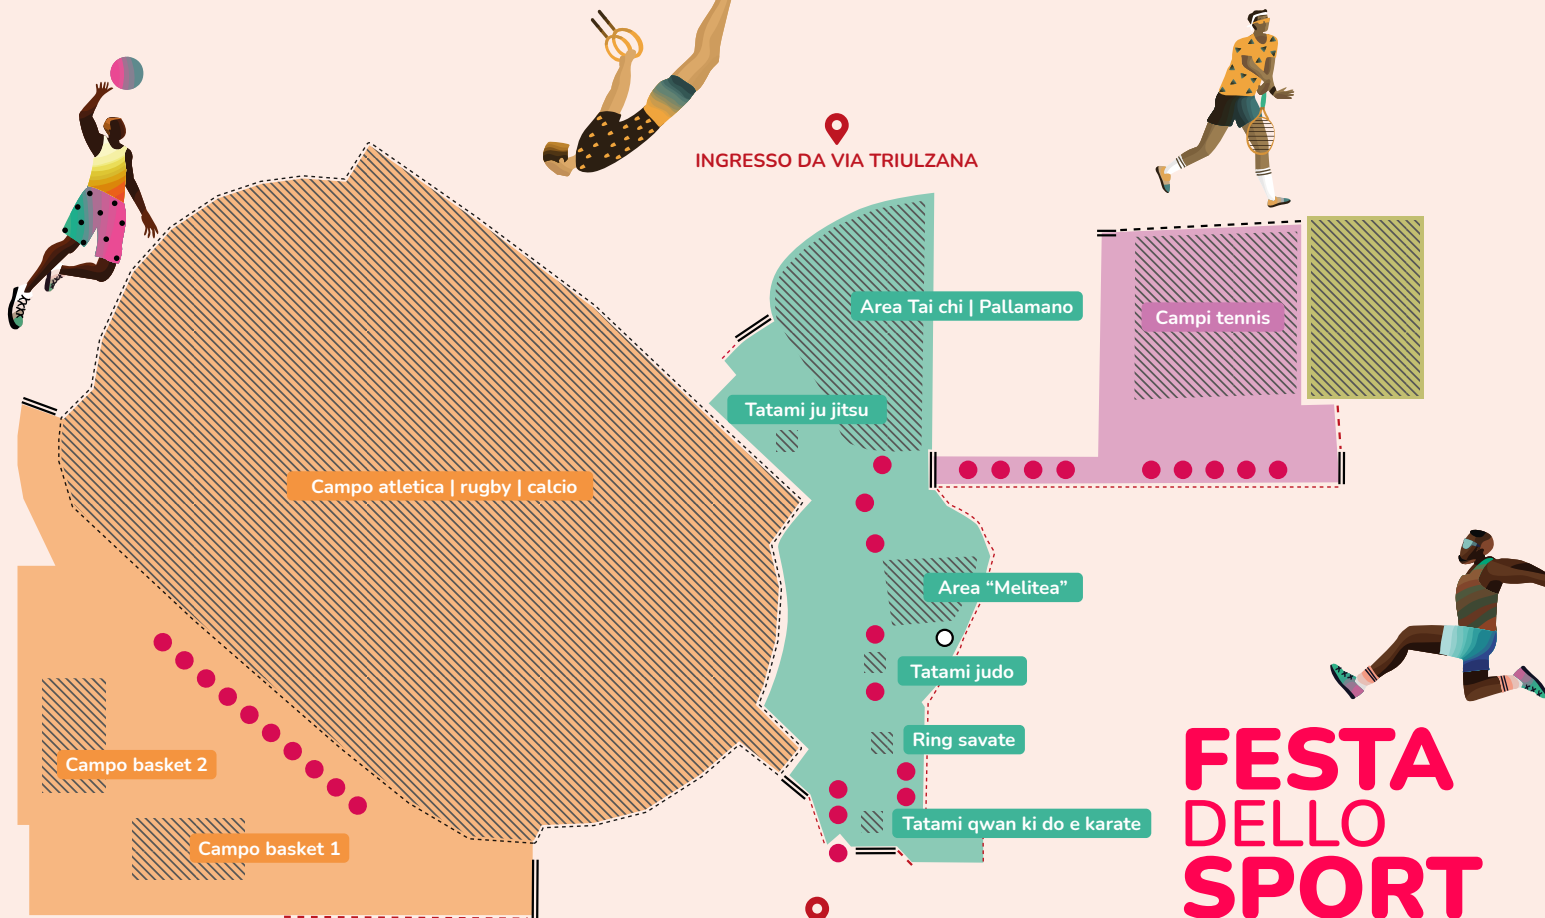 INGRESSO DA VIA TRIULZANA
Area Tai chi | Pallamano
Campi tennis
Tatami ju jitsu
Campo atletica | rugby | calcio
Area “Melitea”
Tatami judo
Ring savate
Campo basket 2
Tatami qwan ki do e karate
Campo basket 1
FESTA
DELLO
SPORT